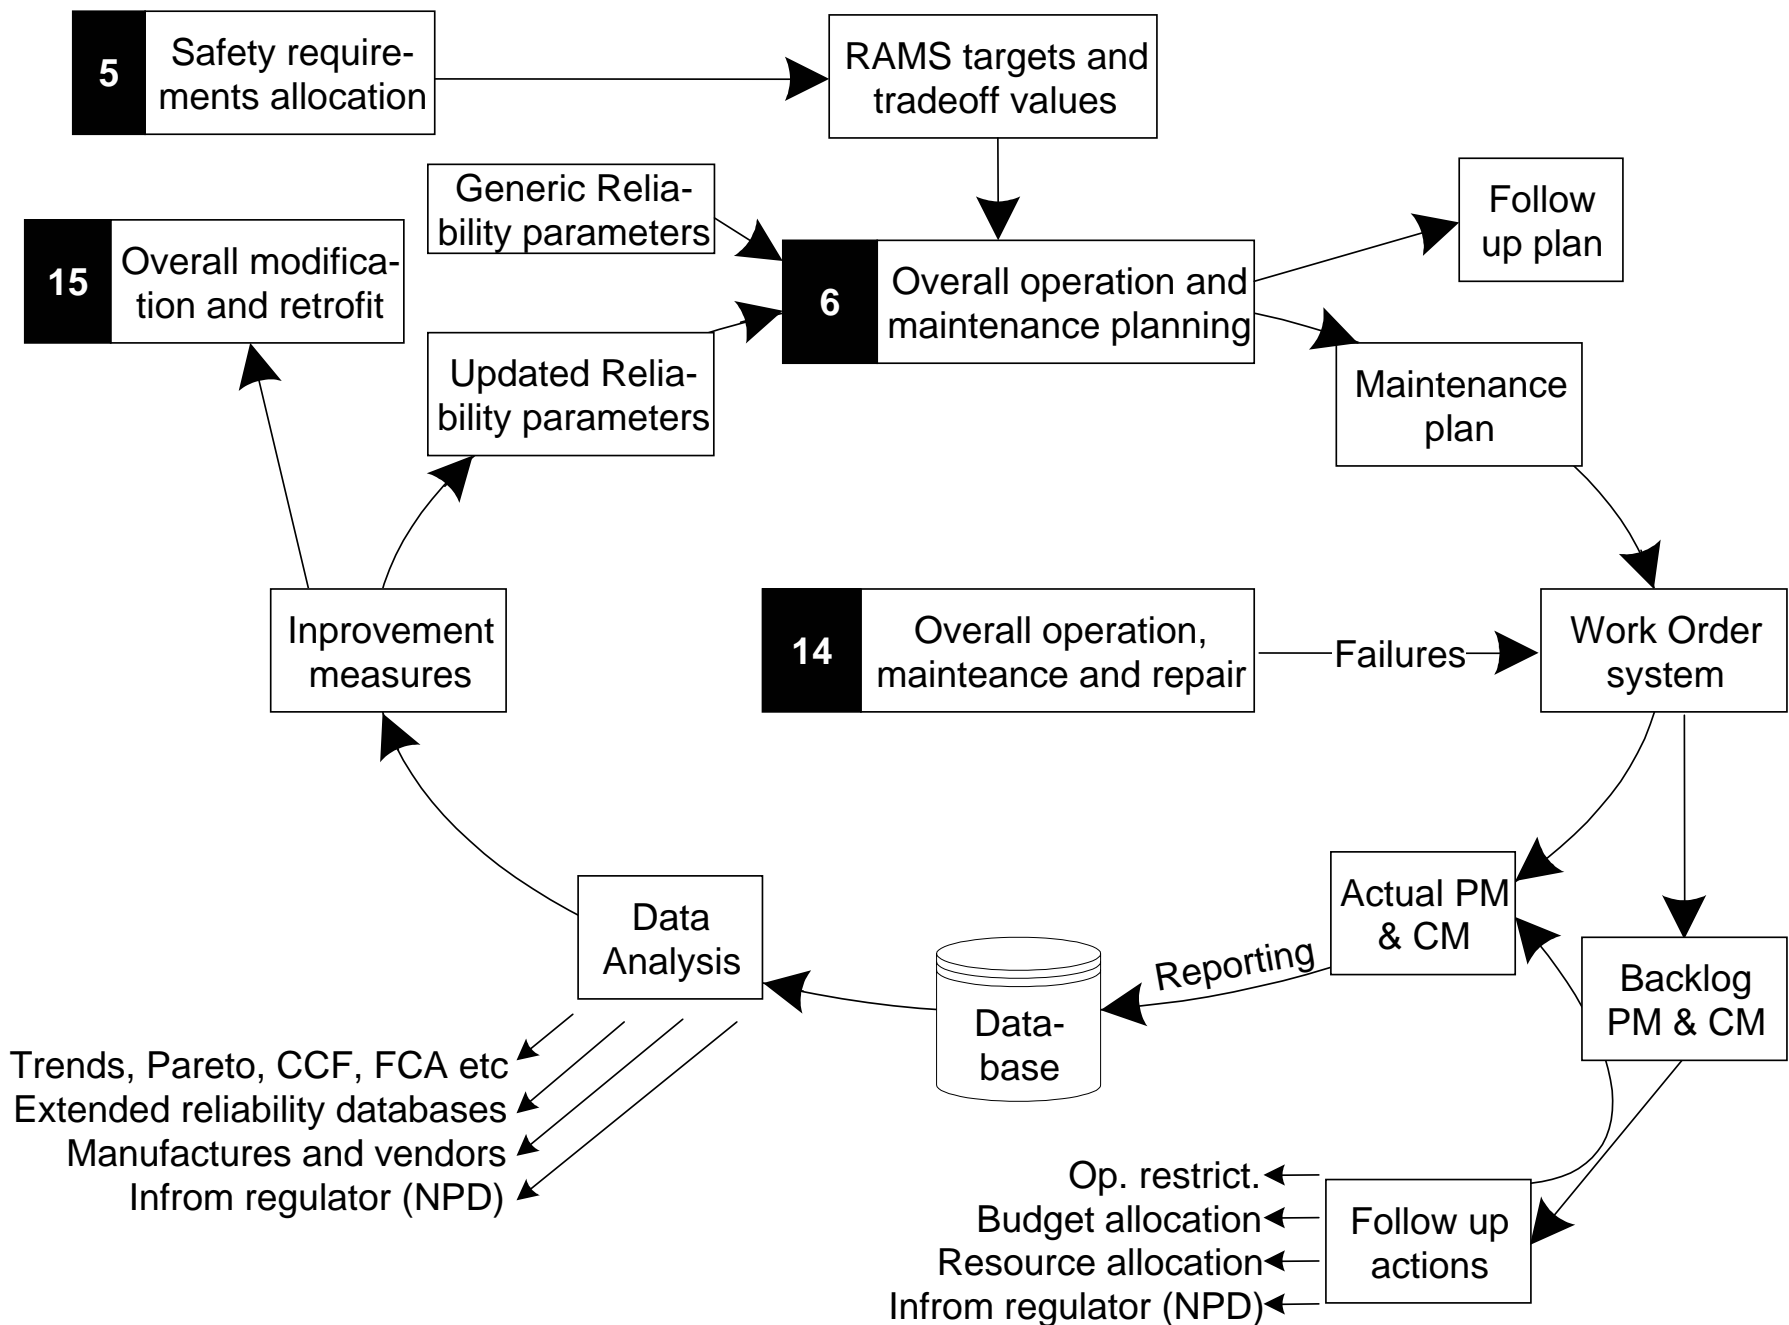 5
Safety require-
ments allocation
RAMS targets and
tradeoff values
Generic Relia-
bility parameters
Follow
up plan
15
Overall modifica-
tion and retrofit
6
Overall operation and
maintenance planning
Updated Relia-
bility parameters
Maintenance
plan
Inprovement
measures
14
Overall operation,
mainteance and repair
Failures
Work Order
system
Actual PM
& CM
Data
Analysis
Reporting
Data-
base
Backlog
PM & CM
Trends, Pareto, CCF, FCA etc
Extended reliability databases
Manufactures and vendors
Infrom regulator (NPD)
Op. restrict.
Budget allocation
Resource allocation
Infrom regulator (NPD)
Follow up
actions